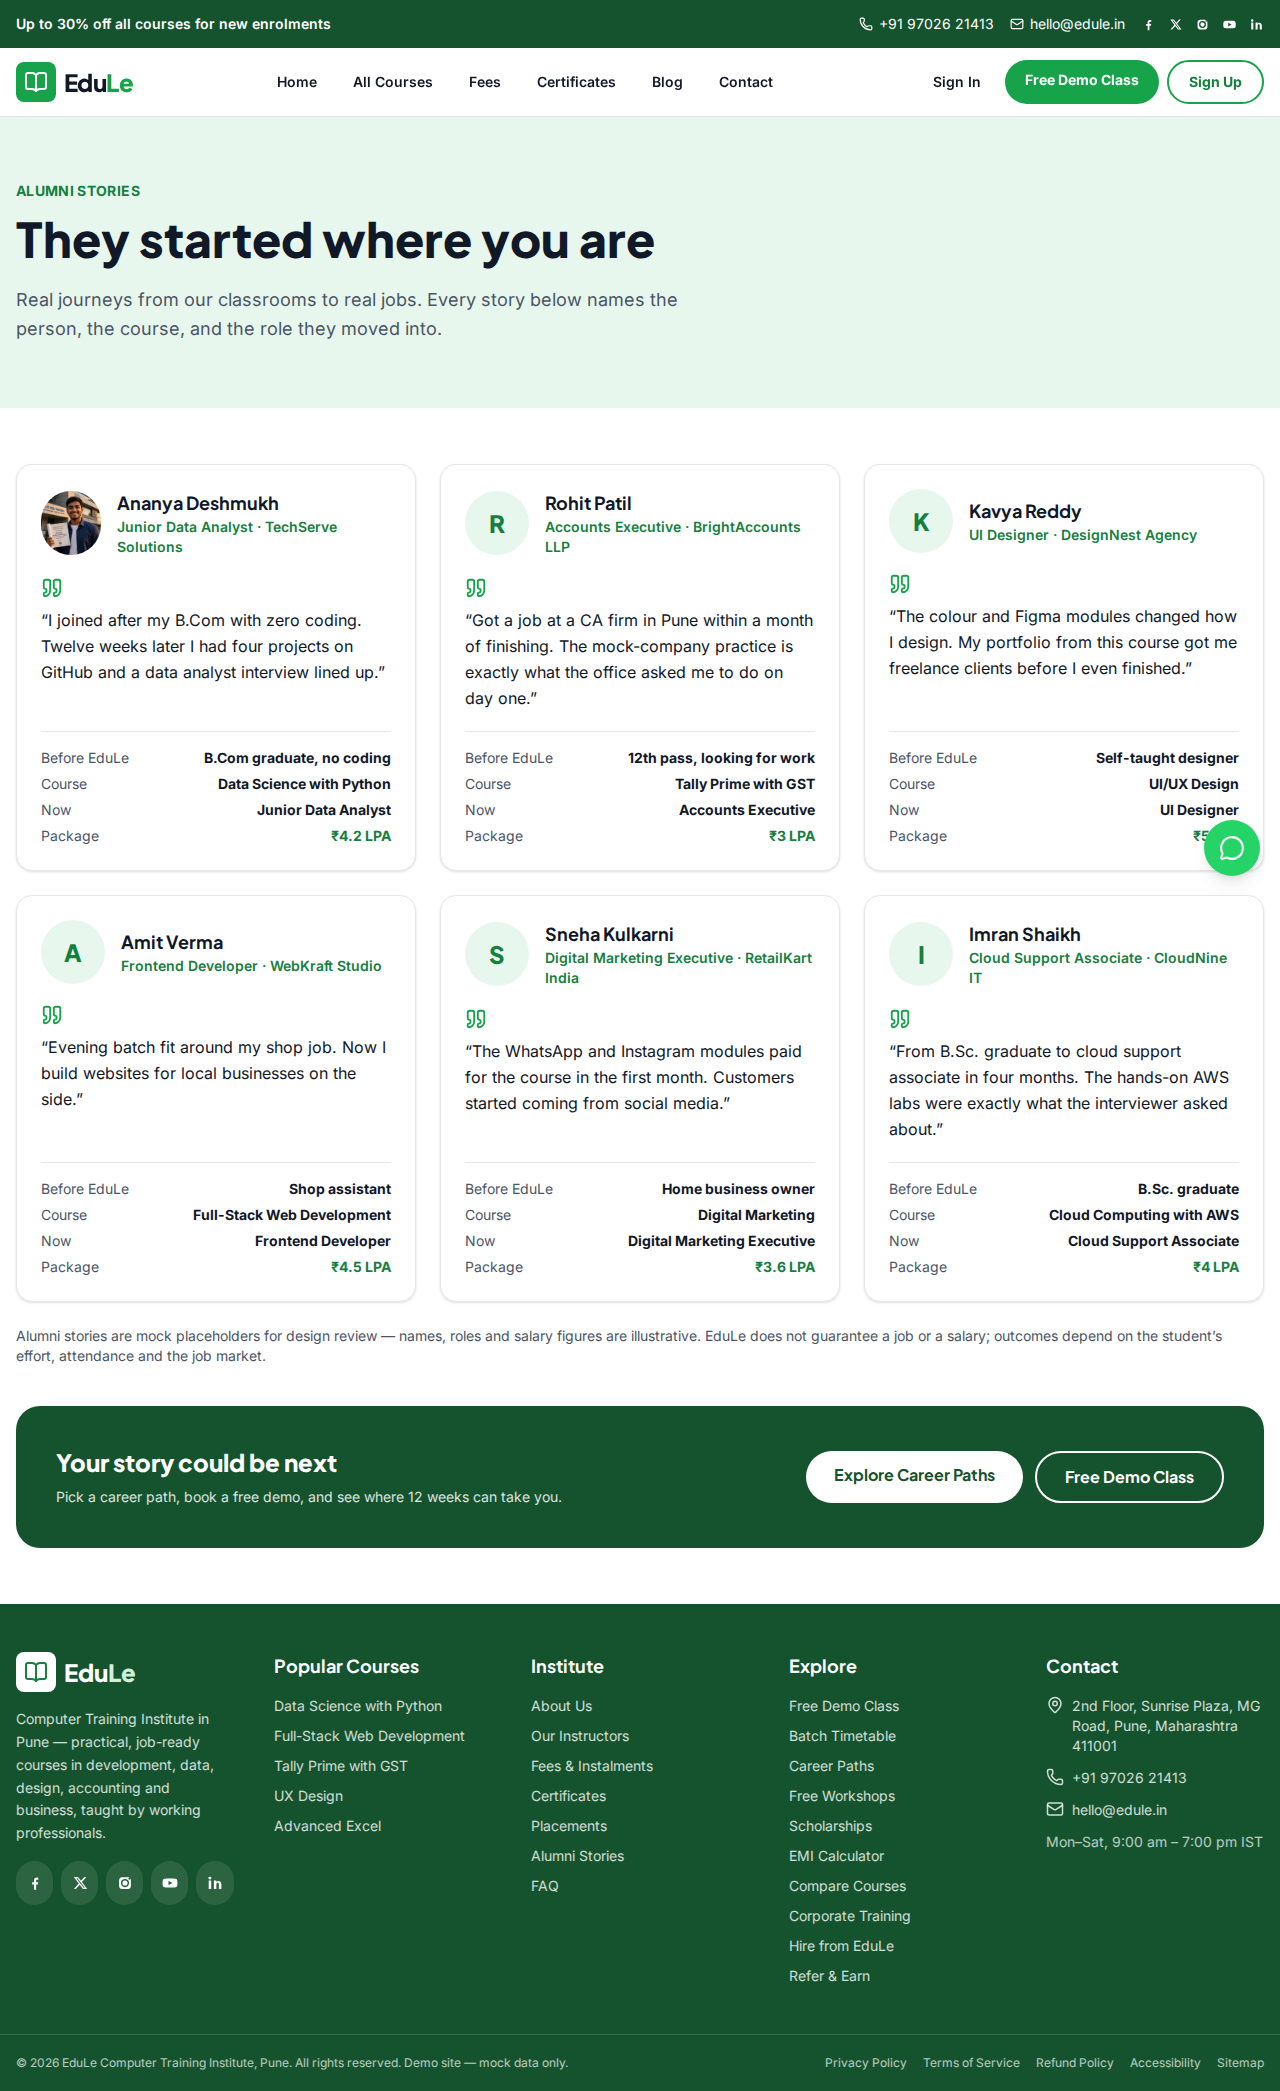 Up to 30% off all courses for new enrolments
+91 97026 21413
hello@edule.in
EduLe
Home
All Courses
Fees
Certificates
Blog
Contact
Sign In
Free Demo Class
Sign Up
ALUMNI STORIES
They started where you are
Real journeys from our classrooms to real jobs. Every story below names the
person, the course, and the role they moved into.
Ananya Deshmukh
Junior Data Analyst · TechServe
Solutions
“I joined after my B.Com with zero coding.
Twelve weeks later I had four projects on
GitHub and a data analyst interview lined up.”
Before EduLe B.Com graduate, no coding
Course Data Science with Python
Now Junior Data Analyst
Package ₹4.2 LPA
R
Rohit Patil
Accounts Executive · BrightAccounts
LLP
“Got a job at a CA firm in Pune within a month
of finishing. The mock-company practice is
exactly what the office asked me to do on
day one.”
Before EduLe 12th pass, looking for work
Course Tally Prime with GST
Now Accounts Executive
Package ₹3 LPA
K
Kavya Reddy
UI Designer · DesignNest Agency
“The colour and Figma modules changed how
I design. My portfolio from this course got me
freelance clients before I even finished.”
Before EduLe Self-taught designer
Course UI/UX Design
Now UI Designer
Package
A
Amit Verma
Frontend Developer · WebKraft Studio
“Evening batch fit around my shop job. Now I
build websites for local businesses on the
side.”
Before EduLe Shop assistant
Course Full-Stack Web Development
Now Frontend Developer
Package ₹4.5 LPA
S
Sneha Kulkarni
Digital Marketing Executive · RetailKart
India
“The WhatsApp and Instagram modules paid
for the course in the first month. Customers
started coming from social media.”
Before EduLe Home business owner
Course Digital Marketing
Now Digital Marketing Executive
Package ₹3.6 LPA
I
Imran Shaikh
Cloud Support Associate · CloudNine
IT
“From B.Sc. graduate to cloud support
associate in four months. The hands-on AWS
labs were exactly what the interviewer asked
about.”
Before EduLe B.Sc. graduate
Course Cloud Computing with AWS
Now Cloud Support Associate
Package ₹4 LPA
Alumni stories are mock placeholders for design review — names, roles and salary figures are illustrative. EduLe does not guarantee a job or a salary; outcomes depend on the student’s
effort, attendance and the job market.
Your story could be next
Pick a career path, book a free demo, and see where 12 weeks can take you.
Explore Career Paths
Free Demo Class
EduLe
Computer Training Institute in
Pune — practical, job-ready
courses in development, data,
design, accounting and
business, taught by working
professionals.
Popular Courses
Data Science with Python
Full-Stack Web Development
Tally Prime with GST
UX Design
Advanced Excel
Institute
About Us
Our Instructors
Fees & Instalments
Certificates
Placements
Alumni Stories
FAQ
Explore
Free Demo Class
Batch Timetable
Career Paths
Free Workshops
Scholarships
EMI Calculator
Compare Courses
Corporate Training
Hire from EduLe
Refer & Earn
Contact
2nd Floor, Sunrise Plaza, MG
Road, Pune, Maharashtra
411001
+91 97026 21413
hello@edule.in
Mon–Sat, 9:00 am – 7:00 pm IST
© 2026 EduLe Computer Training Institute, Pune. All rights reserved. Demo site — mock data only.
Privacy Policy
Terms of Service
Refund Policy
Accessibility
Sitemap